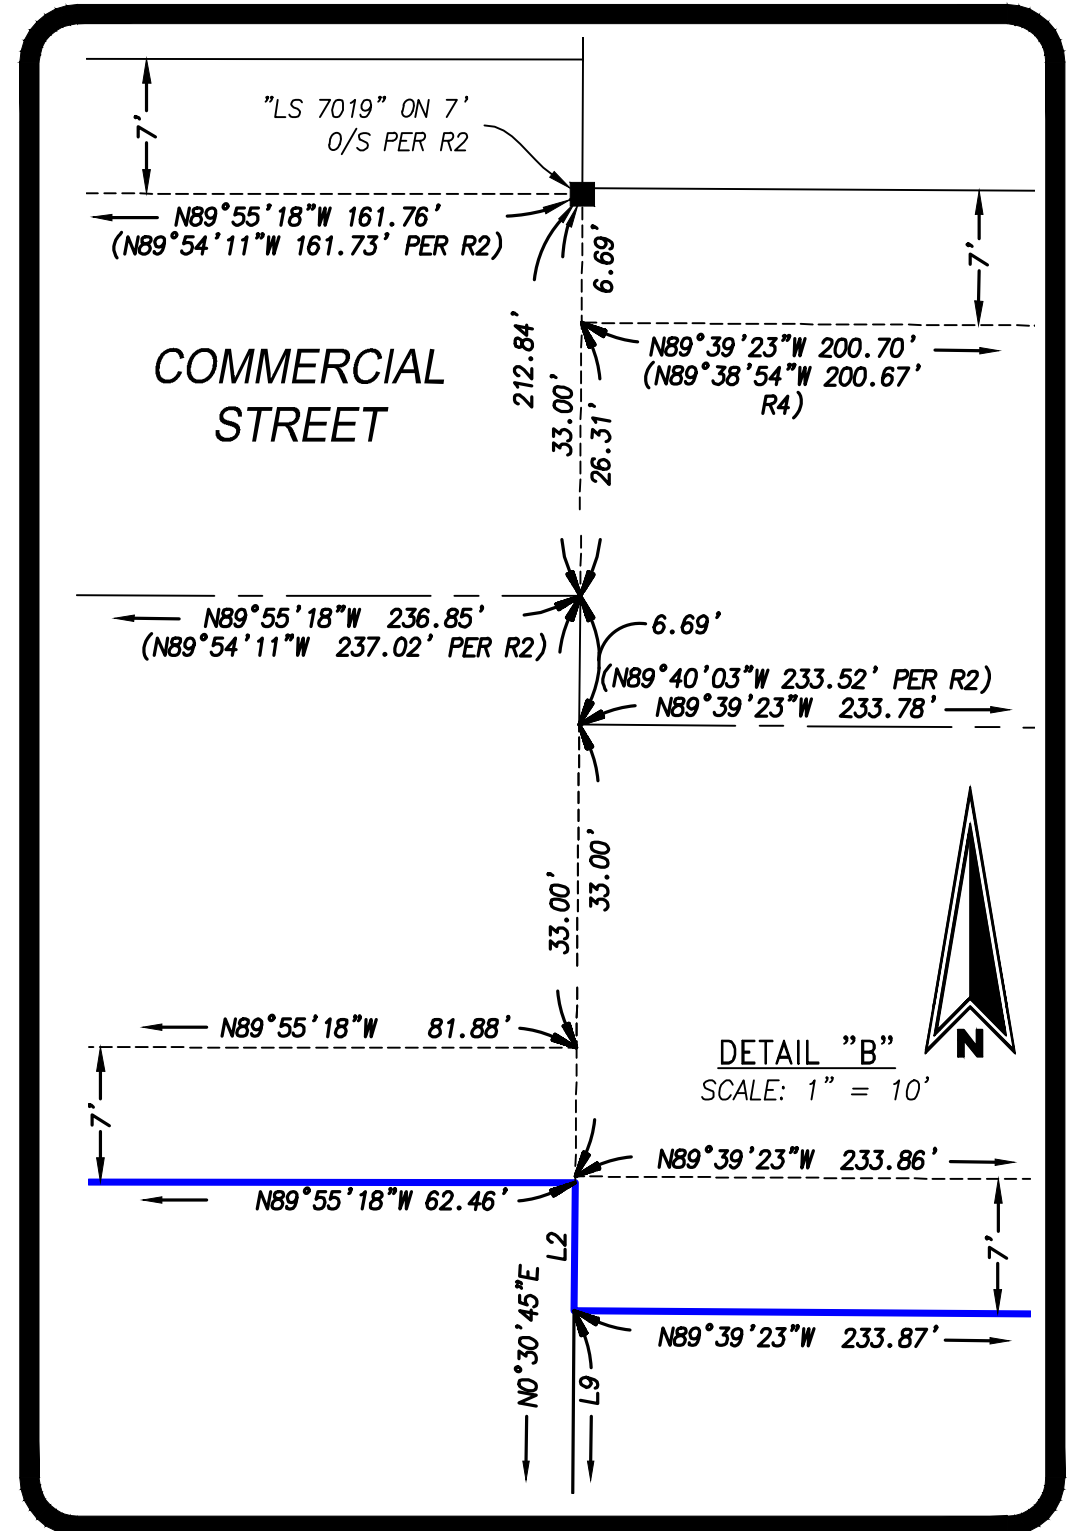 "LS 7019" ON 7'
O/S PER R2
7'
N89°55'18"W 161.76'
(N89°54'11"W 161.73' PER R2)
6.69'
7'
212.84'
N89°39'23"W 200.70'
(N89°38'54"W 200.67'
R4)
COMMERCIAL
STREET
33.00'
26.31'
N89°55'18"W 236.85'
(N89°54'11"W 237.02' PER R2)
6.69'
(N89°40'03"W 233.52' PER R2)
N89°39'23"W 233.78'
33.00'
33.00'
N89°55'18"W 81.88'
N
DETAIL "B"
SCALE: 1" = 10'
7'
N89°39'23"W 233.86'
N89°55'18"W 62.46'
L2
7'
N0°30'45"E
N89°39'23"W 233.87'
L9